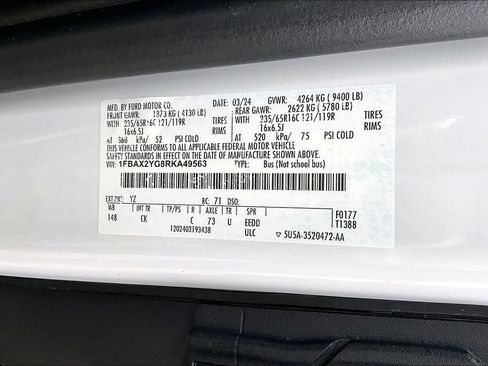 MFD. BY FORD MOTOR CO. 03/24 GVWR: 4264 KG ( 9400 LB)
FRONT GAWR: 1873 KG ( 4130 LB) REAR GAWR: 2622 KG ( 5780 LB)
WITH 235/65R16C 121/119R TIRES WITH 235/65R16C 121/119R TIRES
16x6.5J RIMS 16x6.5J RIMS
AT 360 kPa/ 52 PSI COLD AT 520 kPa/ 75 PSI COLD
THIS VEHICLE CONFORMS TO ALL APPLICABLE FEDERAL MOTOR VEHICLE
SAFETY STANDARDS IN EFFECT ON THE DATE OF MANUFACTURE SHOWN ABOVE.
VIN: 1FBAX2YG8RKA49563 TYPE: Bus (Not school bus)
EXT PNT: YZ RC: 71 DSO:
WB INT TR TP/PS R AXLE TR SPR F0177
148 CK C 73 U EEDD T1388
1202403193438 ULC 5U5A-3520472-AA